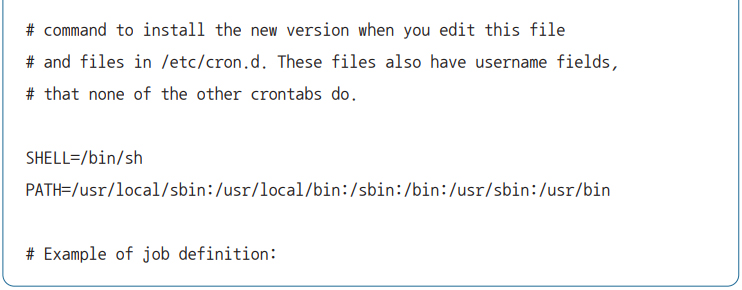 # command to install the new version when you edit this file
# and files in /etc/cron.d. These files also have username fields,
# that none of the other crontabs do.
SHELL=/bin/sh
PATH=/usr/local/sbin:/usr/local/bin:/sbin:/bin:/usr/sbin:/usr/bin
# Example of job definition: